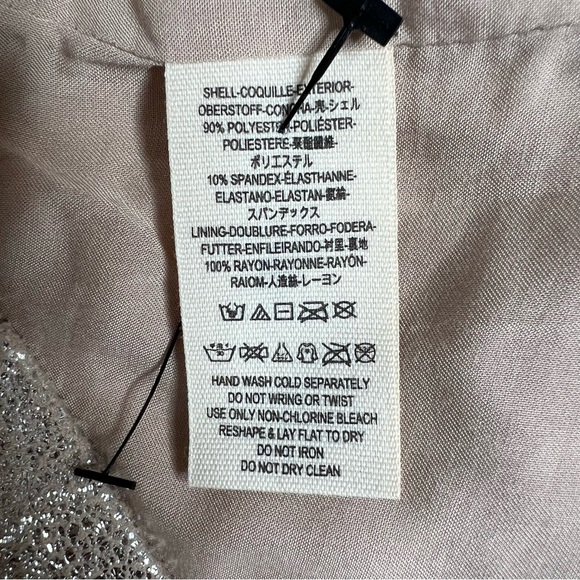 SHELL-COQUILLE-EXTERIOR-
OBERSTOFF-CONCHA-壳-シェル
90% POLYESTER-POLIÉSTER-
POLIESTERE-聚酯纖維-
ポリエステル
10% SPANDEX-ÉLASTHANNE-
ELASTANO-ELASTAN-氨綸-
スパンデックス
LINING-DOUBLURE-FORRO-FODERA-
FUTTER-ENFILEIRANDO-衬里-裏地
100% RAYON-RAYONNE-RAYÓN-
RAIOM-人造絲-レーヨン
30
HAND WASH COLD SEPARATELY
DO NOT WRING OR TWIST
USE ONLY NON-CHLORINE BLEACH
RESHAPE & LAY FLAT TO DRY
DO NOT IRON
DO NOT DRY CLEAN